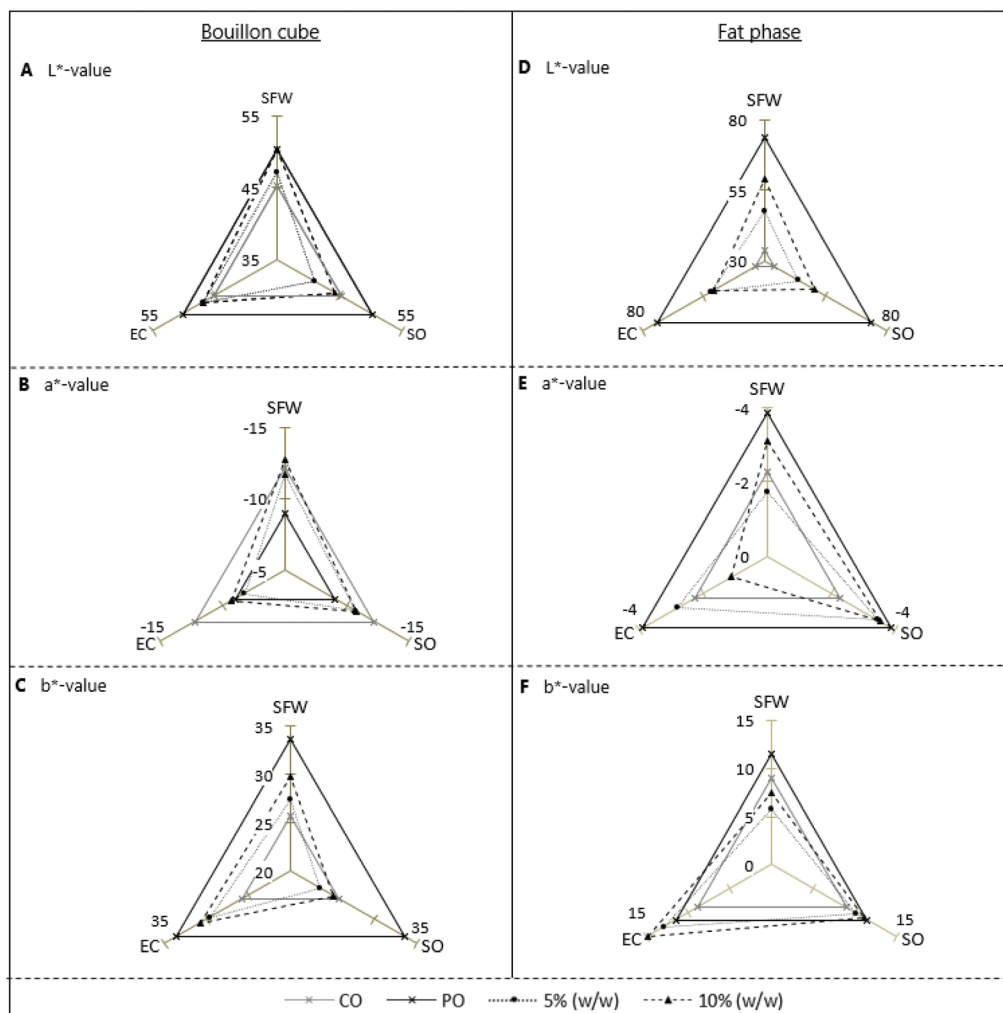 Bouillon cube
Fat phase
A L*-value
SFW
55
45
35
55
EC
55
SO
D L*-value
SFW
80
55
30
80
EC
80
SO
B a*-value
SFW
-15
-10
-5
-15
EC
-15
SO
E a*-value
SFW
-4
-2
0
-4
EC
-4
SO
C b*-value
SFW
35
30
25
20
35
EC
35
SO
F b*-value
SFW
15
10
5
0
15
EC
15
SO
CO PO 5% (w/w) 10% (w/w)